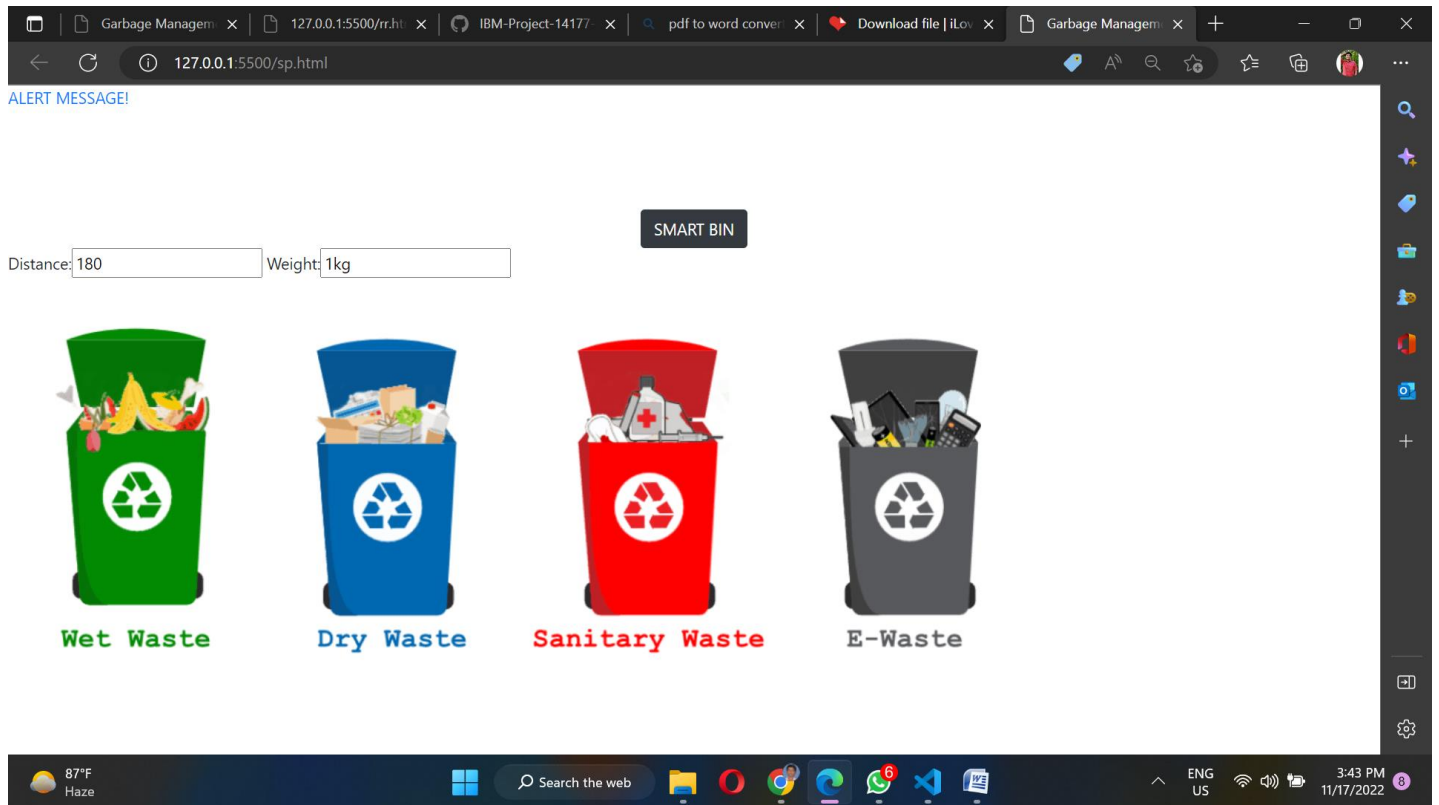 Garbage Managem
127.0.0.1:5500/rr.ht
IBM-Project-14177-
pdf to word conver
Download file | iLov
Garbage Managem
127.0.0.1:5500/sp.html
ALERT MESSAGE!
SMART BIN
Distance: 180 Weight: 1kg
Wet Waste Dry Waste Sanitary Waste E-Waste
87°F
Haze
Search the web
6
ENG
US
3:43 PM
11/17/2022
8